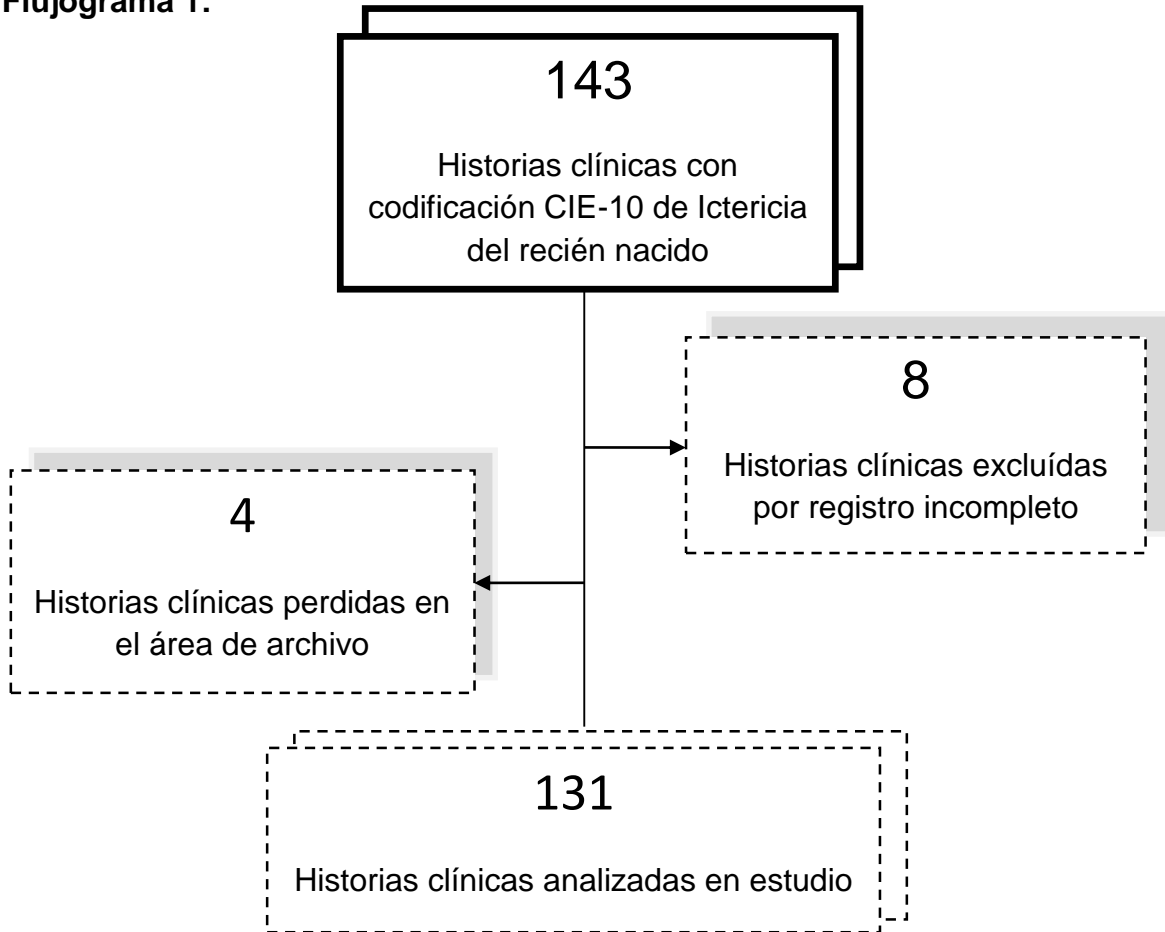 Flujograma 1.
143
Historias clínicas con
codificación CIE-10 de Ictericia
del recién nacido
8
Historias clínicas excluídas
por registro incompleto
4
Historias clínicas perdidas en
el área de archivo
131
Historias clínicas analizadas en estudio